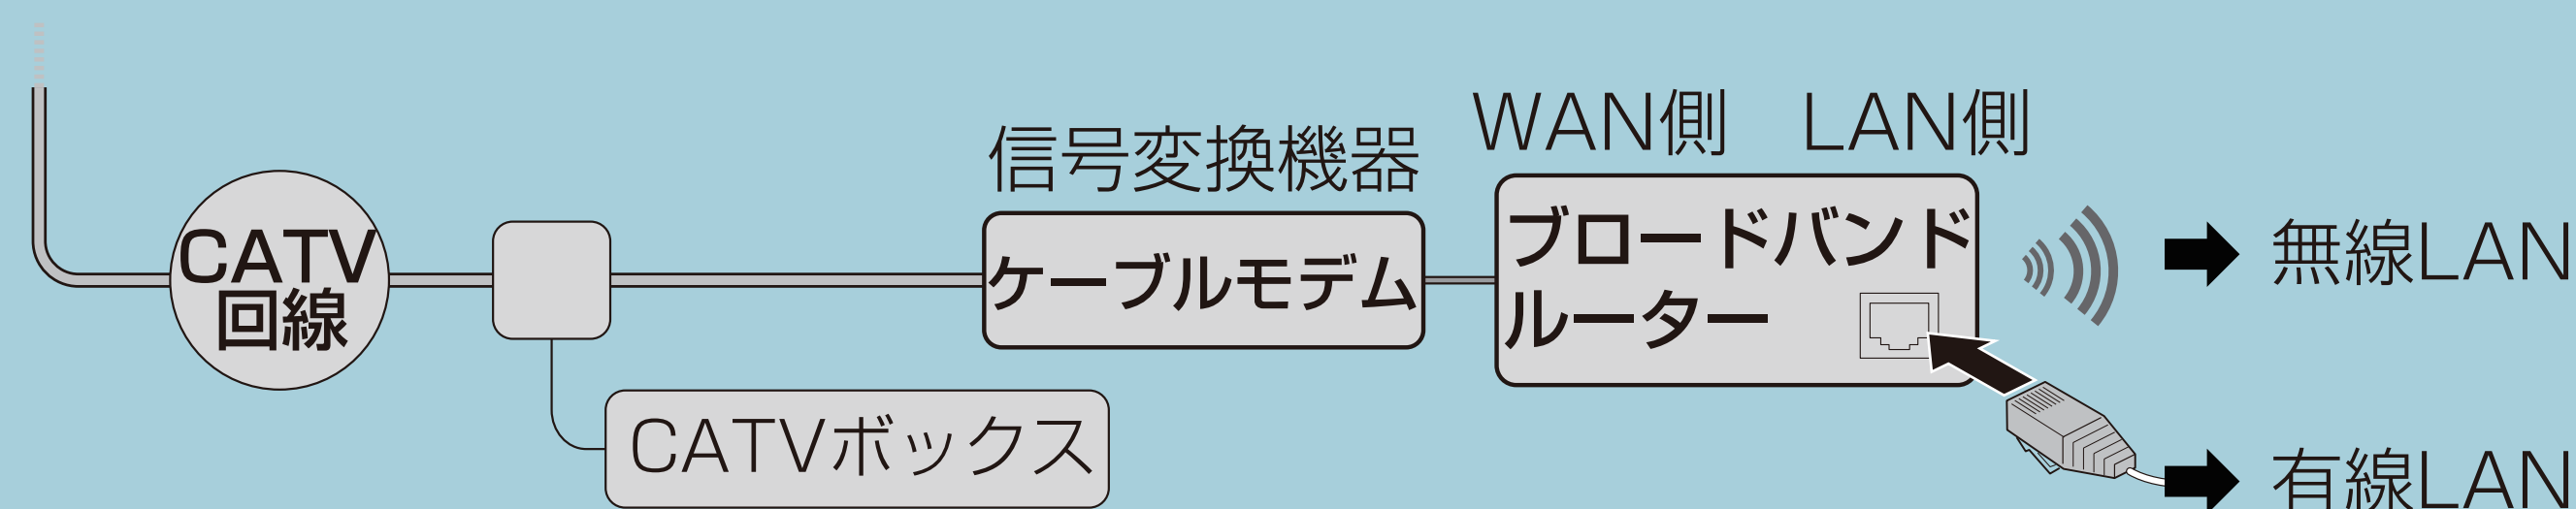 信号変換機器
WAN側 LAN側
CATV
回線
ケーブルモデム
ブロードバンド
ルーター
無線LAN
CATVボックス
有線LAN